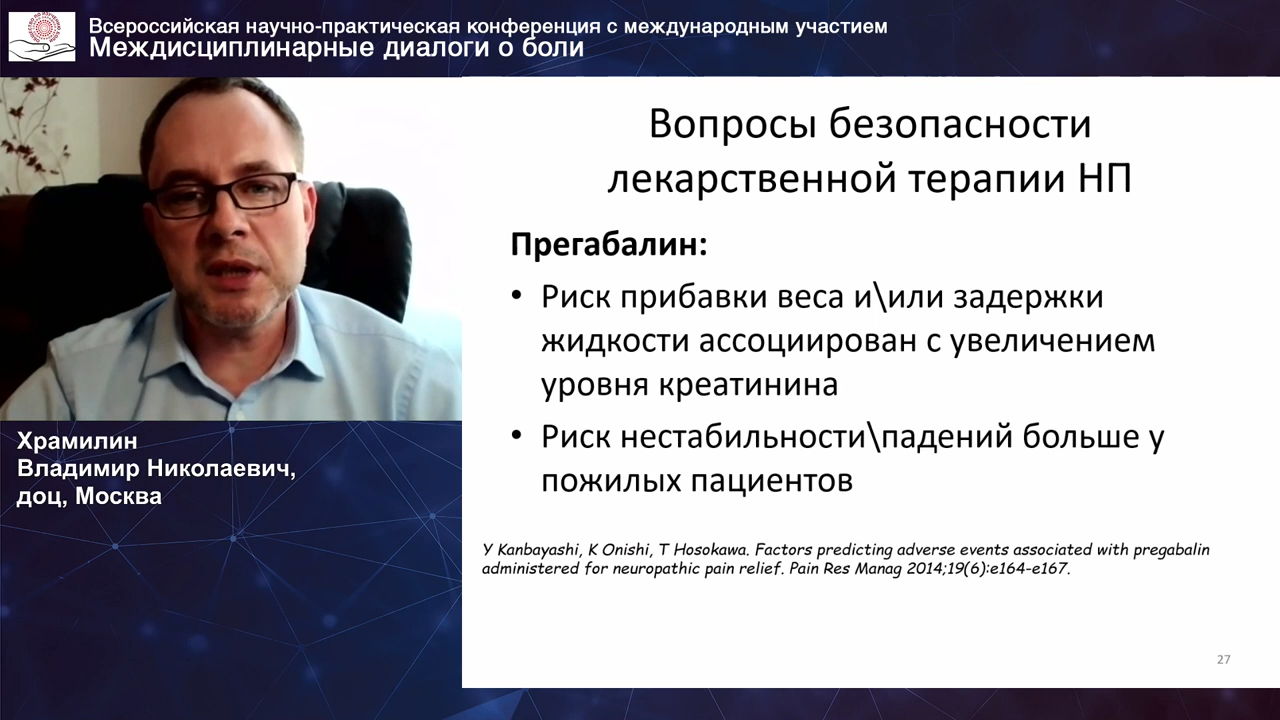 Всероссийская научно-практическая конференция с международным участием
Междисциплинарные диалоги о боли
Вопросы безопасности
лекарственной терапии НП
Прегабалин:
• Риск прибавки веса и\или задержки
жидкости ассоциирован с увеличением
уровня креатинина
• Риск нестабильности\падений больше у
пожилых пациентов
Y Kanbayashi, K Onishi, T Hosokawa. Factors predicting adverse events associated with pregabalin
administered for neuropathic pain relief. Pain Res Manag 2014;19(6):e164-e167.
27
Храмилин
Владимир Николаевич,
доц, Москва